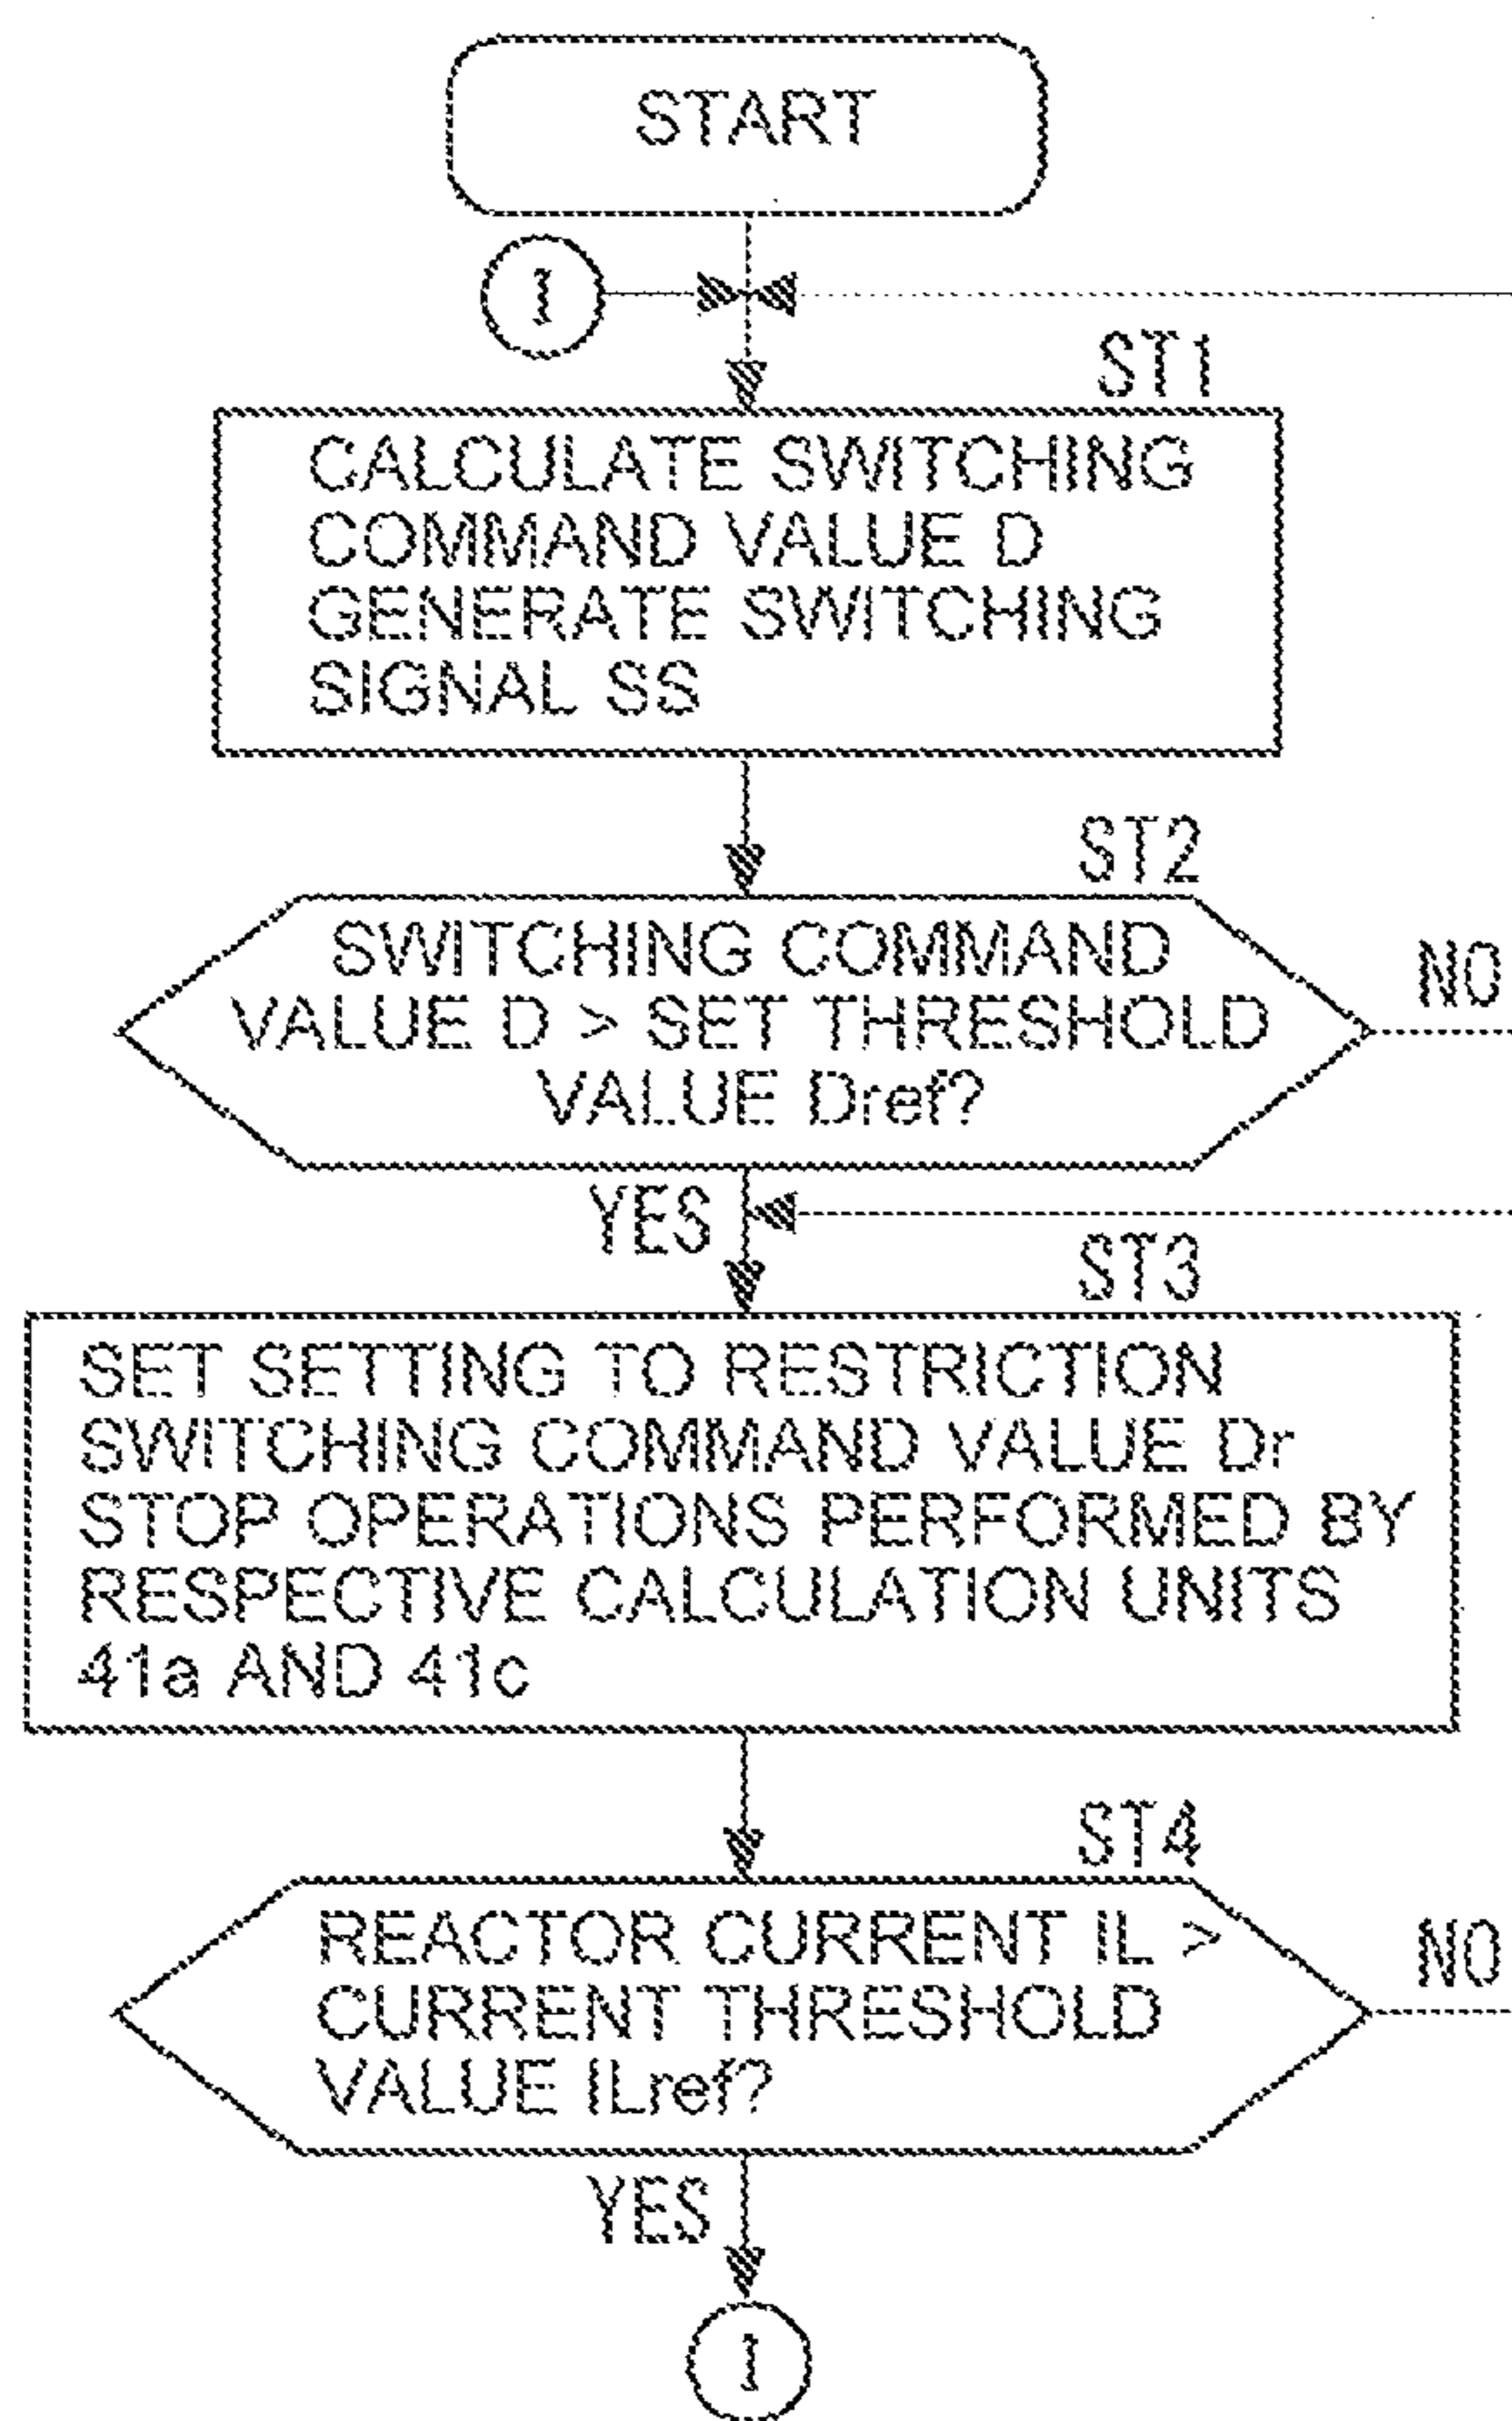 START
I
ST1
CALCULATE SWITCHING
COMMAND VALUE D
GENERATE SWITCHING
SIGNAL SS
ST2
SWITCHING COMMAND
VALUE D > SET THRESHOLD
VALUE Dref?
NO
YES
ST3
SET SETTING TO RESTRICTION
SWITCHING COMMAND VALUE Dr
STOP OPERATIONS PERFORMED BY
RESPECTIVE CALCULATION UNITS
41a AND 41c
ST4
REACTOR CURRENT IL >
CURRENT THRESHOLD
VALUE ILref?
NO
YES
I